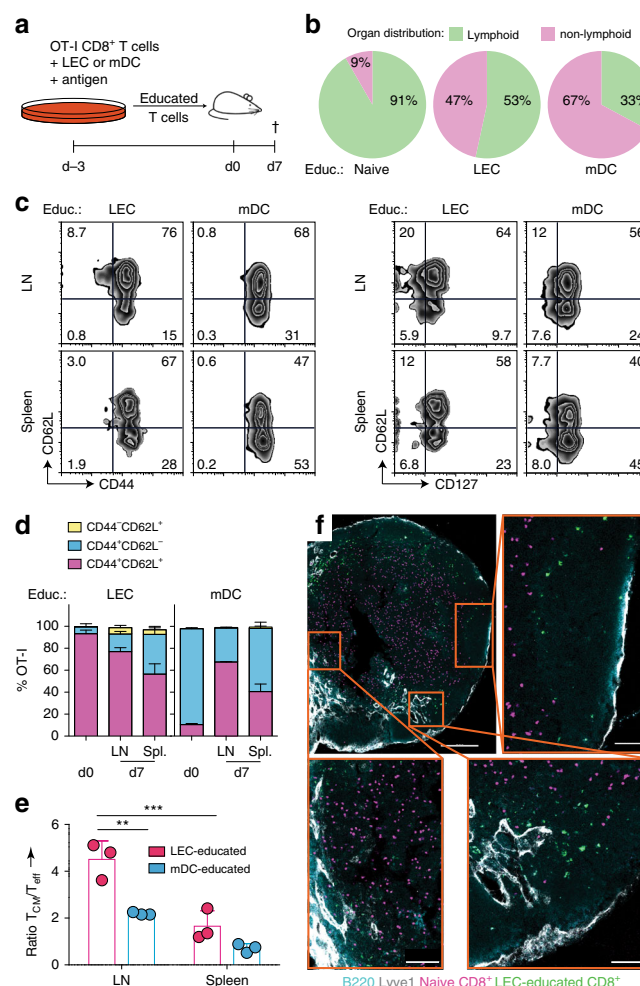 a
OT-I CD8+ T cells
+ LEC or mDC
+ antigen
Educated
T cells
†
d–3
d0
d7
b
Organ distribution: Lymphoid non-lymphoid
9%
91%
47%
53%
67%
33%
Educ.: Naive LEC mDC
c
Educ.: LEC mDC
LN
8.7 76
0.8 15
0.8 68
0.3 31
Spleen
3.0 67
1.9 28
0.6 47
0.2 53
CD62L
CD44
LEC mDC
Educ.:
LN
20 64
5.9 9.7
12 56
7.6 24
Spleen
12 58
6.8 23
7.7 40
8.0 45
CD62L
CD127
d
CD44–CD62L+
CD44+CD62L–
CD44+CD62L+
Educ.: LEC mDC
% OT-I
100
80
60
40
20
0
LN Spl. LN Spl.
d0 d7 d0 d7
e
***
**
LEC-educated
mDC-educated
Ratio TCM/Teff
6
4
2
0
LN Spleen
f
B220 Lyve1 Naive CD8+ LEC-educated CD8+